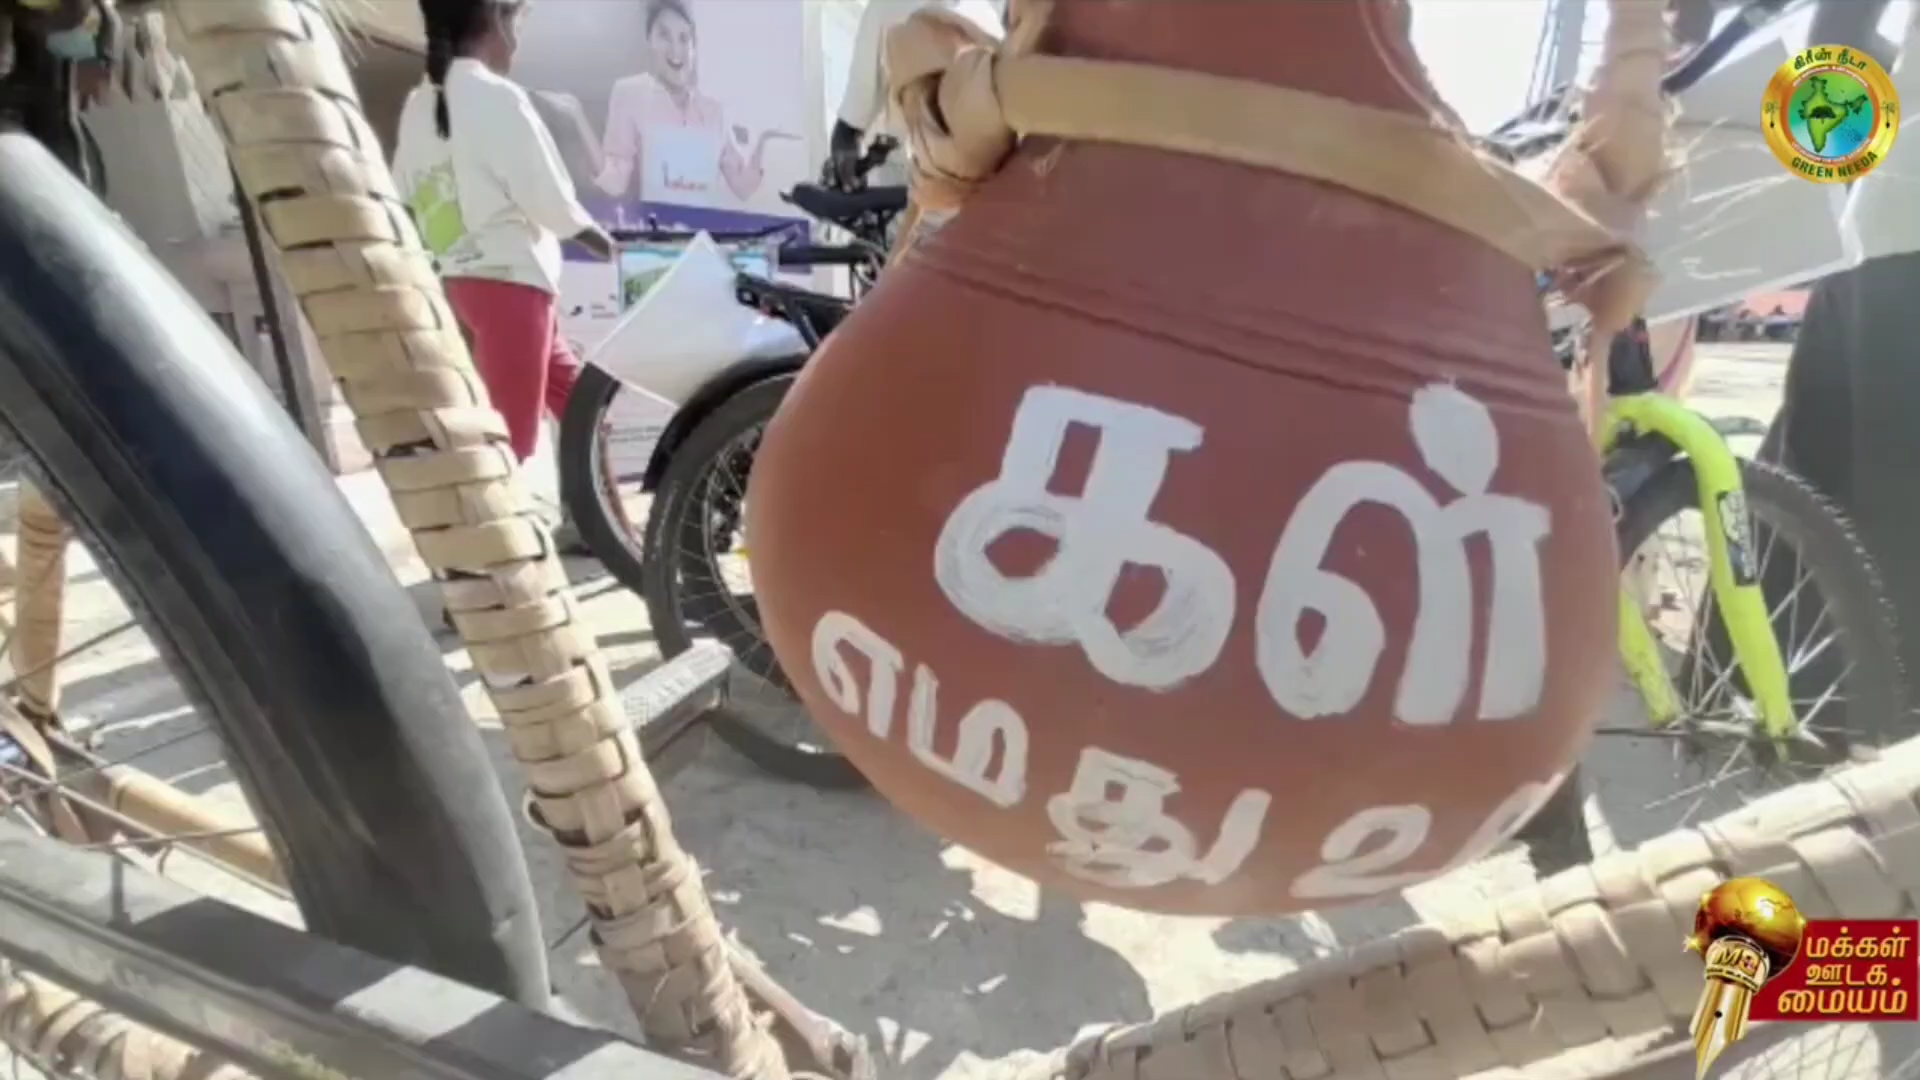 கிரீன் நீடா
GREEN NEEDA
கள்
எமது
மக்கள்
ஊடக
மையம்